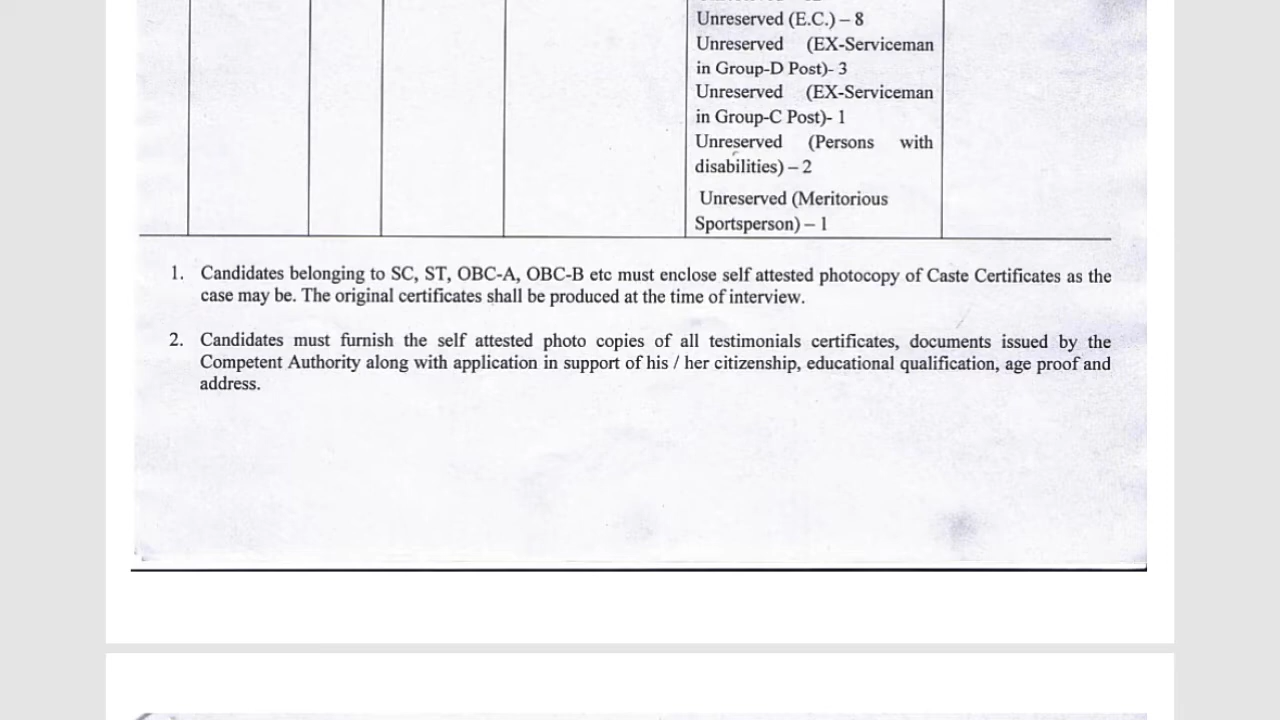 Unreserved (E.C.) – 8
Unreserved (EX-Serviceman
in Group-D Post)- 3
Unreserved (EX-Serviceman
in Group-C Post)- 1
Unreserved (Persons with
disabilities) – 2
Unreserved (Meritorious
Sportsperson) – 1
1. Candidates belonging to SC, ST, OBC-A, OBC-B etc must enclose self attested photocopy of Caste Certificates as the
case may be. The original certificates shall be produced at the time of interview.
2. Candidates must furnish the self attested photo copies of all testimonials certificates, documents issued by the
Competent Authority along with application in support of his / her citizenship, educational qualification, age proof and
address.